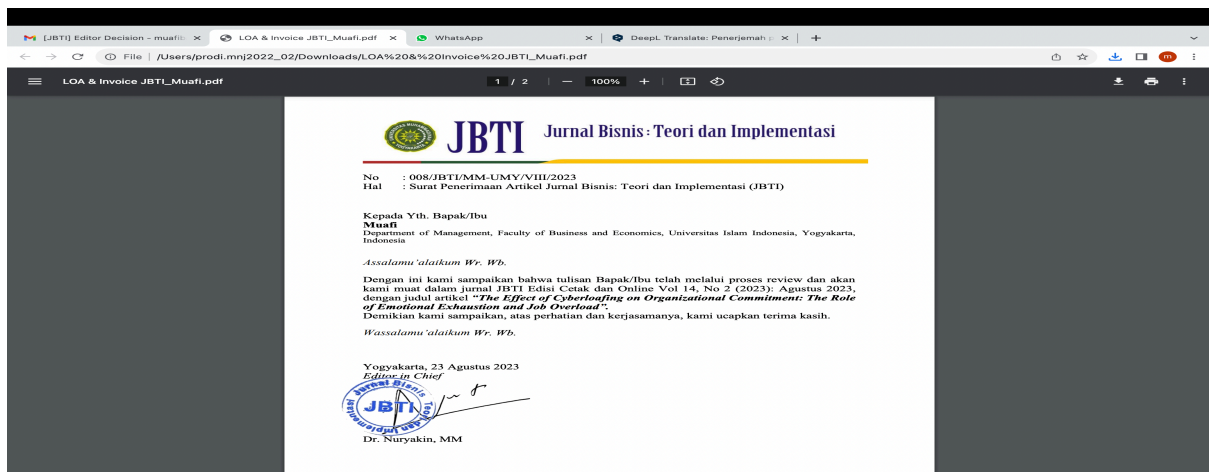 [JBTI] Editor Decision - muafi
LOA & Invoice JBTI_Muafi.pdf
WhatsApp
DeepL Translate: Penerjemah
File /Users/prodi.mnj2022_02/Downloads/LOA%20&%20Invoice%20JBTI_Muafi.pdf
m
LOA & Invoice JBTI_Muafi.pdf
1 / 2
100%
JBTI
Jurnal Bisnis : Teori dan Implementasi
No : 008/JBTI/MM-UMY/VIII/2023
Hal : Surat Penerimaan Artikel Jurnal Bisnis: Teori dan Implementasi (JBTI)
Kepada Yth. Bapak/Ibu
Muafi
Department of Management, Faculty of Business and Economics, Universitas Islam Indonesia, Yogyakarta,
Indonesia
Assalamu'alaikum Wr. Wb.
Dengan ini kami sampaikan bahwa tulisan Bapak/Ibu telah melalui proses review dan akan
kami muat dalam jurnal JBTI Edisi Cetak dan Online Vol 14, No 2 (2023): Agustus 2023,
dengan judul artikel "The Effect of Cyberloafing on Organizational Commitment: The Role
of Emotional Exhaustion and Job Overload".
Demikian kami sampaikan, atas perhatian dan kerjasamanya, kami ucapkan terima kasih.
Wassalamu'alaikum Wr. Wb.
Yogyakarta, 23 Agustus 2023
Editor in Chief
Jurnal Bisnis Teori dan Implementasi
JBTI
Dr. Nuryakin, MM